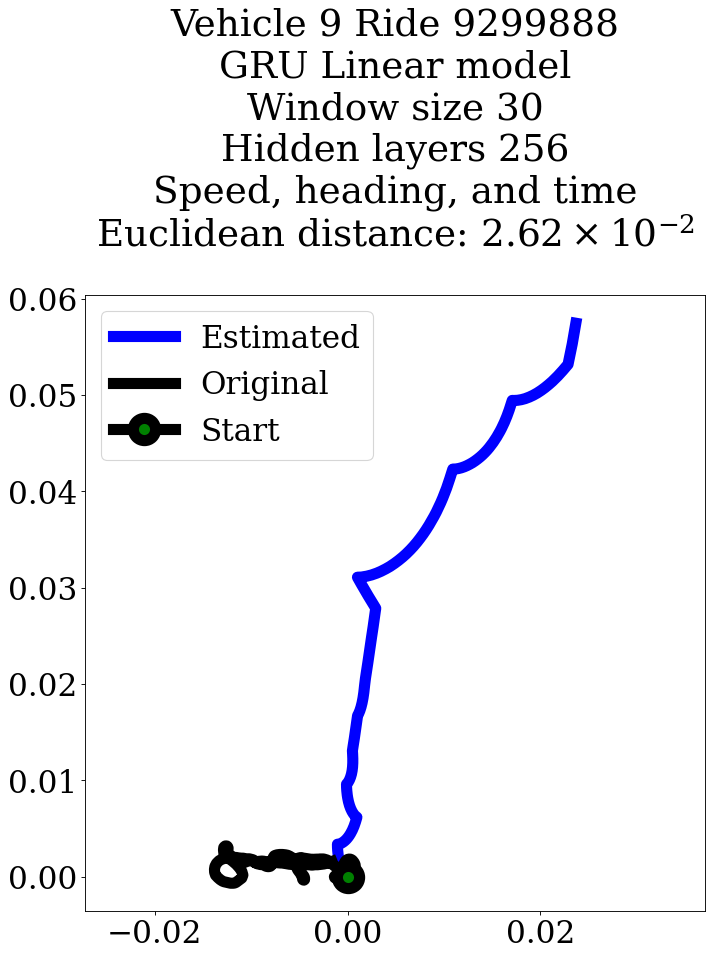 Vehicle 9 Ride 9299888
GRU Linear model
Window size 30
Hidden layers 256
Speed, heading, and time
Euclidean distance: 2.62 × 10⁻²
0.06
0.05
0.04
0.03
0.02
0.01
0.00
Estimated
Original
Start
−0.02
0.00
0.02